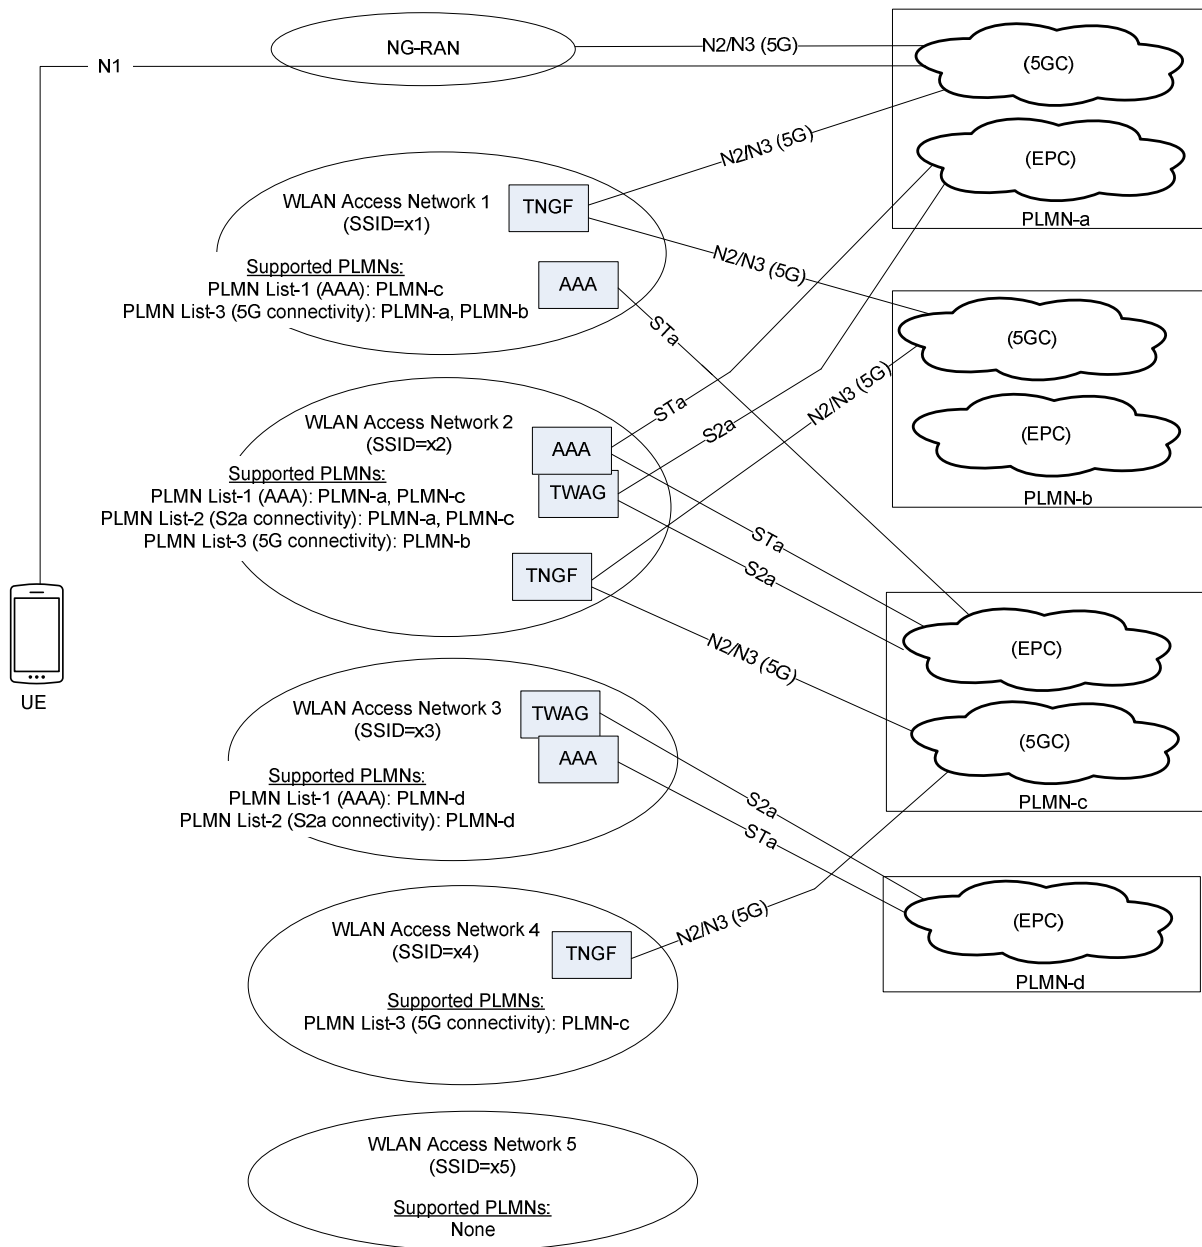 NG-RAN
N2/N3 (5G)
N1
(5GC)
(EPC)
PLMN-a
N2/N3 (5G)
WLAN Access Network 1
(SSID=x1)
TNGF
Supported PLMNs:
PLMN List-1 (AAA): PLMN-c
PLMN List-3 (5G connectivity): PLMN-a, PLMN-b
AAA
N2/N3 (5G)
STa
(5GC)
(EPC)
PLMN-b
N2/N3 (5G)
STa
S2a
WLAN Access Network 2
(SSID=x2)
AAA
TWAG
Supported PLMNs:
PLMN List-1 (AAA): PLMN-a, PLMN-c
PLMN List-2 (S2a connectivity): PLMN-a, PLMN-c
PLMN List-3 (5G connectivity): PLMN-b
TNGF
STa
S2a
N2/N3 (5G)
UE
(EPC)
(5GC)
PLMN-c
WLAN Access Network 3
(SSID=x3)
TWAG
AAA
Supported PLMNs:
PLMN List-1 (AAA): PLMN-d
PLMN List-2 (S2a connectivity): PLMN-d
S2a
STa
N2/N3 (5G)
(EPC)
PLMN-d
WLAN Access Network 4
(SSID=x4)
TNGF
Supported PLMNs:
PLMN List-3 (5G connectivity): PLMN-c
WLAN Access Network 5
(SSID=x5)
Supported PLMNs:
None